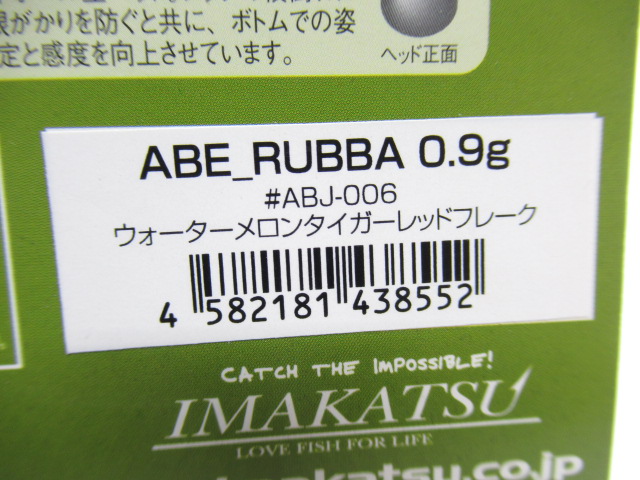 根がかりを防ぐと共に、ボトムでの姿
定と感度を向上させています。
ヘッド正面
ABE_RUBBA 0.9g
#ABJ-006
ウォーターメロンタイガーレッドフレーク
4 582181 438552
CATCH THE IMPOSSIBLE!
IMAKATSU
LOVE FISH FOR LIFE
makatsu.co.jp